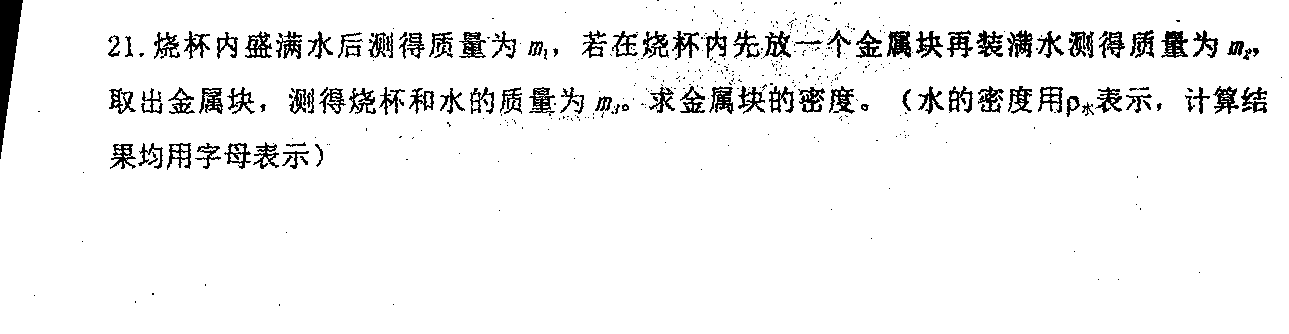 21.烧杯内盛满水后测得质量为m₁，若在烧杯内先放一个金属块再装满水测得质量为m₂，
取出金属块，测得烧杯和水的质量为m₃。求金属块的密度。（水的密度用ρ水表示，计算结
果均用字母表示）